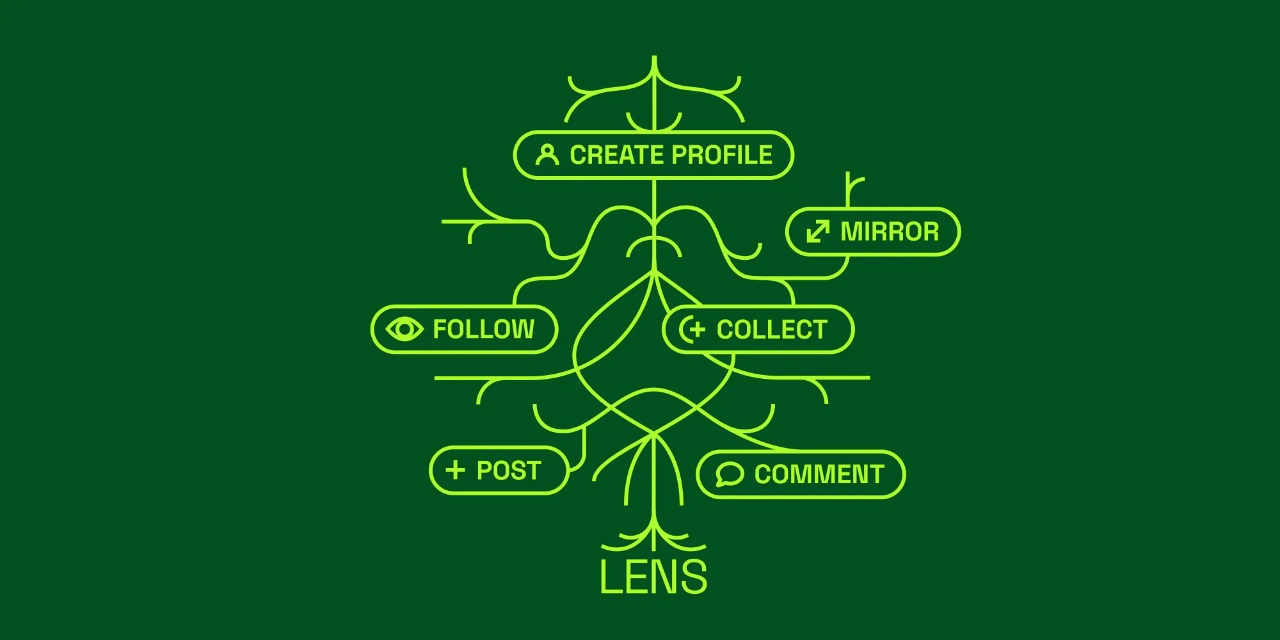 CREATE PROFILE
MIRROR
FOLLOW
COLLECT
POST
COMMENT
LENS